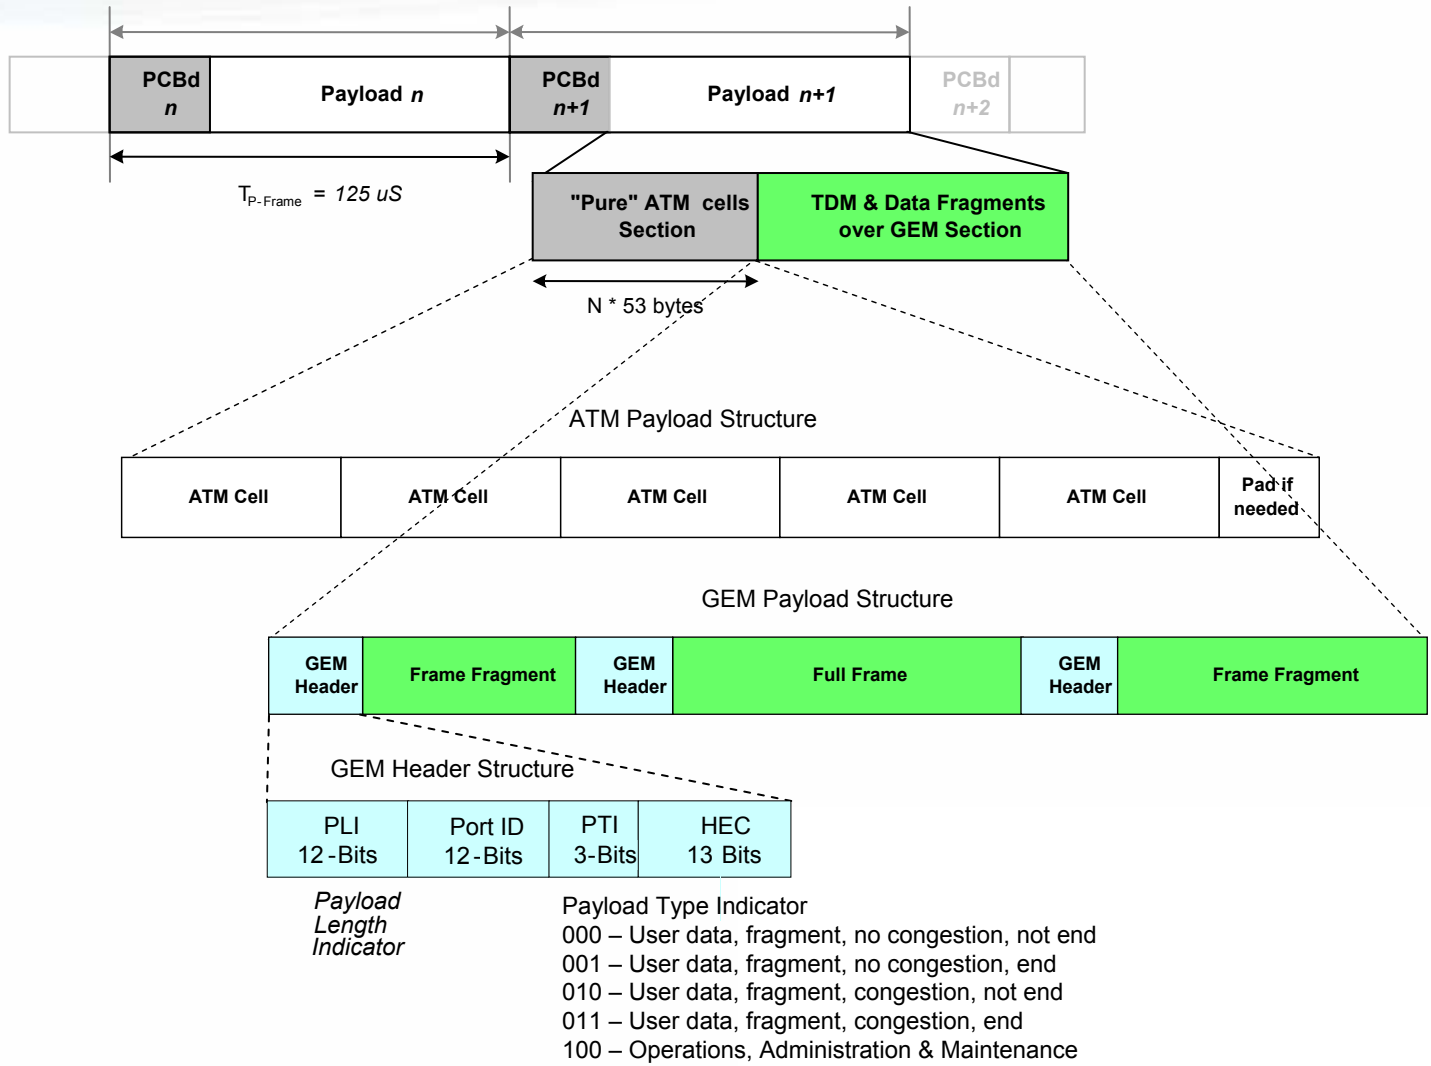 PCBd
n
Payload n
PCBd
n+1
Payload n+1
PCBd
n+2
TP-Frame = 125 uS
"Pure" ATM cells
Section
TDM & Data Fragments
over GEM Section
N * 53 bytes
ATM Payload Structure
ATM Cell
ATM Cell
ATM Cell
ATM Cell
ATM Cell
Pad if
needed
GEM Payload Structure
GEM
Header
Frame Fragment
GEM
Header
Full Frame
GEM
Header
Frame Fragment
GEM Header Structure
PLI
12-Bits
Port ID
12-Bits
PTI
3-Bits
HEC
13 Bits
Payload
Length
Indicator
Payload Type Indicator
000 – User data, fragment, no congestion, not end
001 – User data, fragment, no congestion, end
010 – User data, fragment, congestion, not end
011 – User data, fragment, congestion, end
100 – Operations, Administration & Maintenance